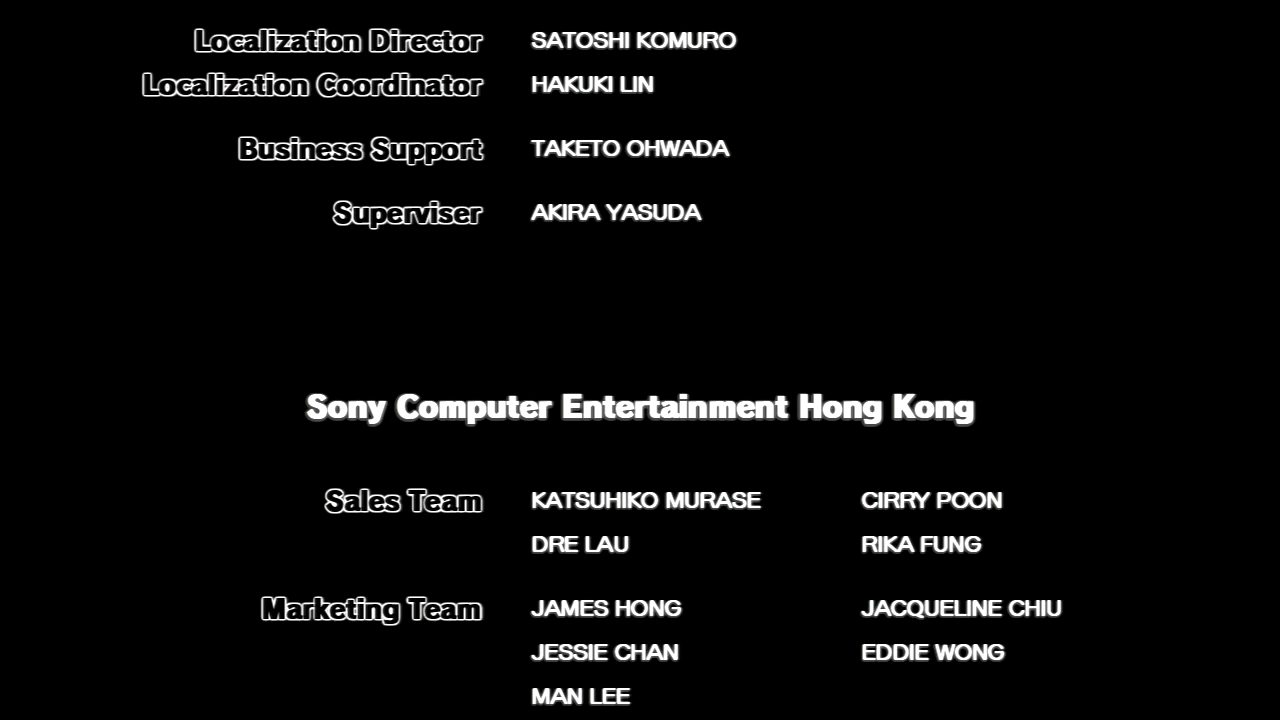 Localization Director SATOSHI KOMURO
Localization Coordinator HAKUKI LIN
Business Support TAKETO OHWADA
Superviser AKIRA YASUDA
Sony Computer Entertainment Hong Kong
Sales Team KATSUHIKO MURASE CIRRY POON
DRE LAU RIKA FUNG
Marketing Team JAMES HONG JACQUELINE CHIU
JESSIE CHAN EDDIE WONG
MAN LEE